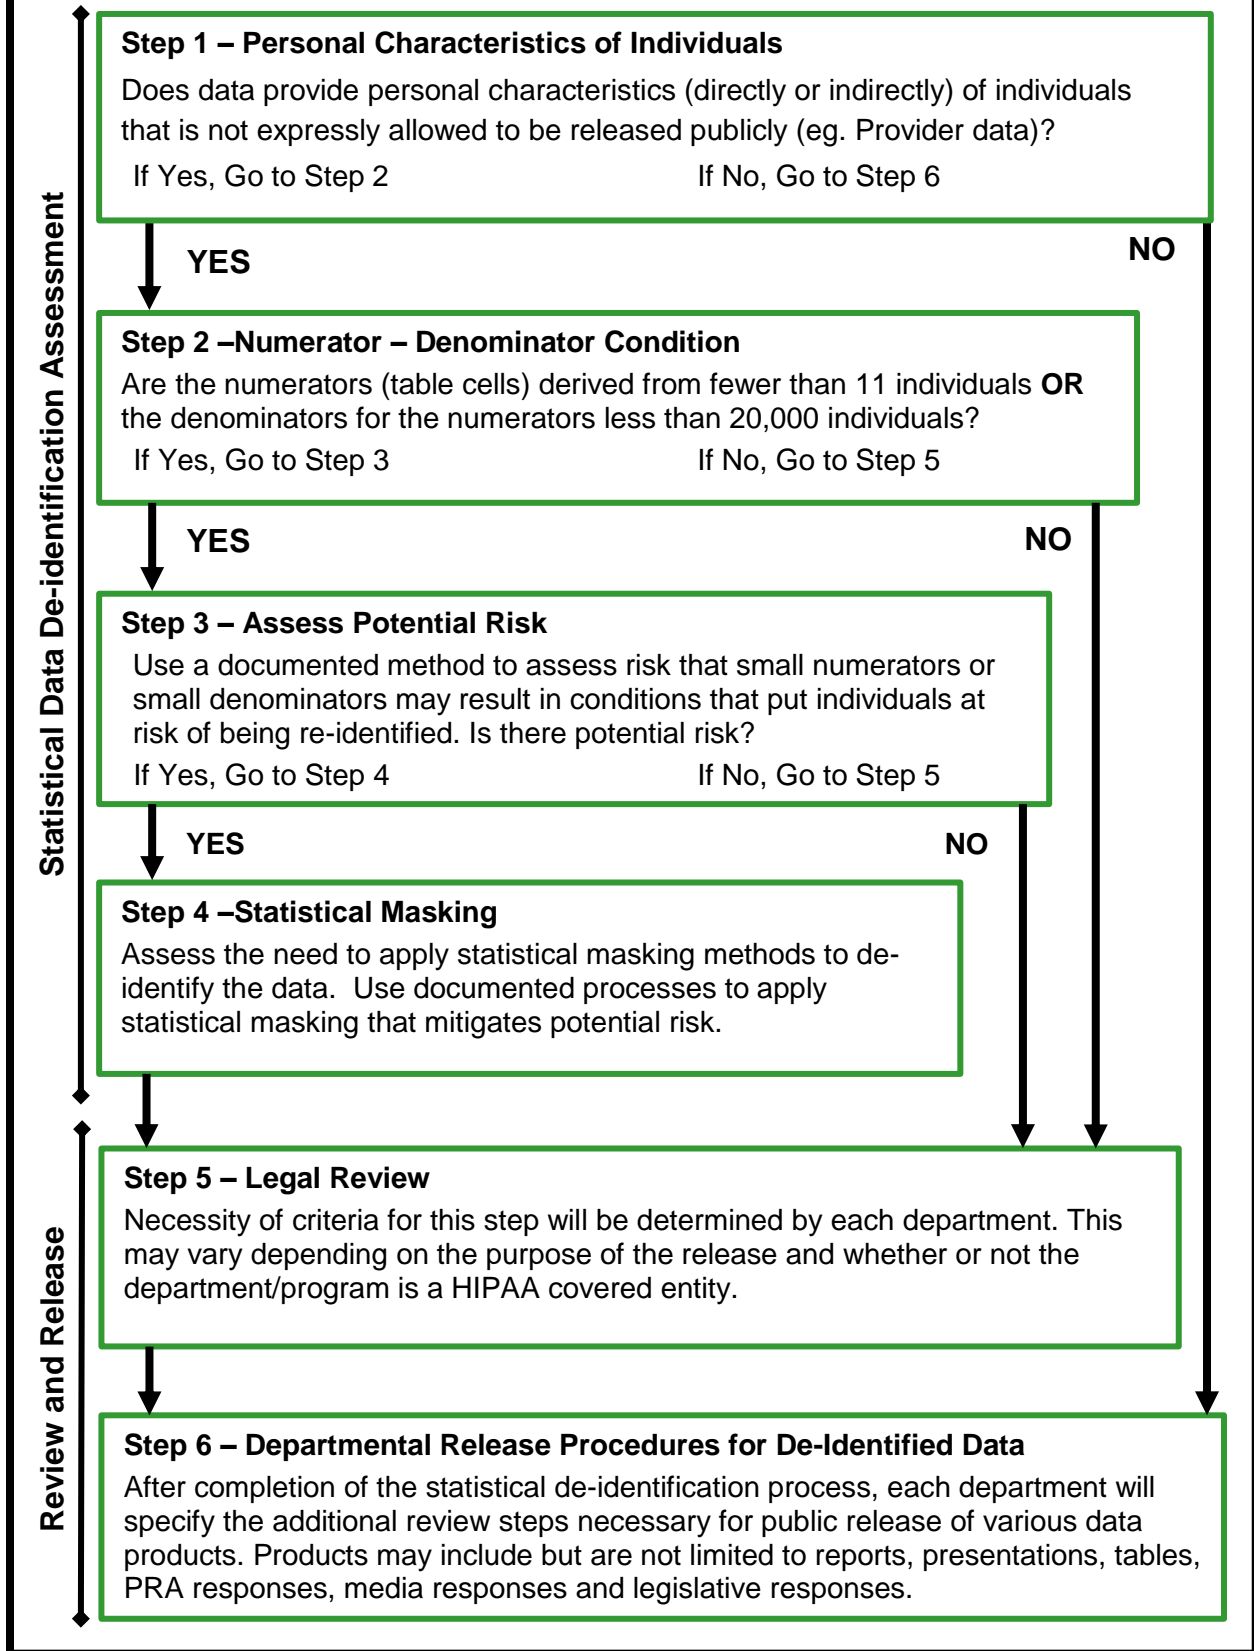 Statistical Data De-identification Assessment
Step 1 – Personal Characteristics of Individuals
Does data provide personal characteristics (directly or indirectly) of individuals
that is not expressly allowed to be released publicly (eg. Provider data)?
If Yes, Go to Step 2 If No, Go to Step 6
YES NO
Step 2 –Numerator – Denominator Condition
Are the numerators (table cells) derived from fewer than 11 individuals OR
the denominators for the numerators less than 20,000 individuals?
If Yes, Go to Step 3 If No, Go to Step 5
YES NO
Step 3 – Assess Potential Risk
Use a documented method to assess risk that small numerators or
small denominators may result in conditions that put individuals at
risk of being re-identified. Is there potential risk?
If Yes, Go to Step 4 If No, Go to Step 5
YES NO
Step 4 –Statistical Masking
Assess the need to apply statistical masking methods to de-
identify the data. Use documented processes to apply
statistical masking that mitigates potential risk.
Review and Release
Step 5 – Legal Review
Necessity of criteria for this step will be determined by each department. This
may vary depending on the purpose of the release and whether or not the
department/program is a HIPAA covered entity.
Step 6 – Departmental Release Procedures for De-Identified Data
After completion of the statistical de-identification process, each department will
specify the additional review steps necessary for public release of various data
products. Products may include but are not limited to reports, presentations, tables,
PRA responses, media responses and legislative responses.